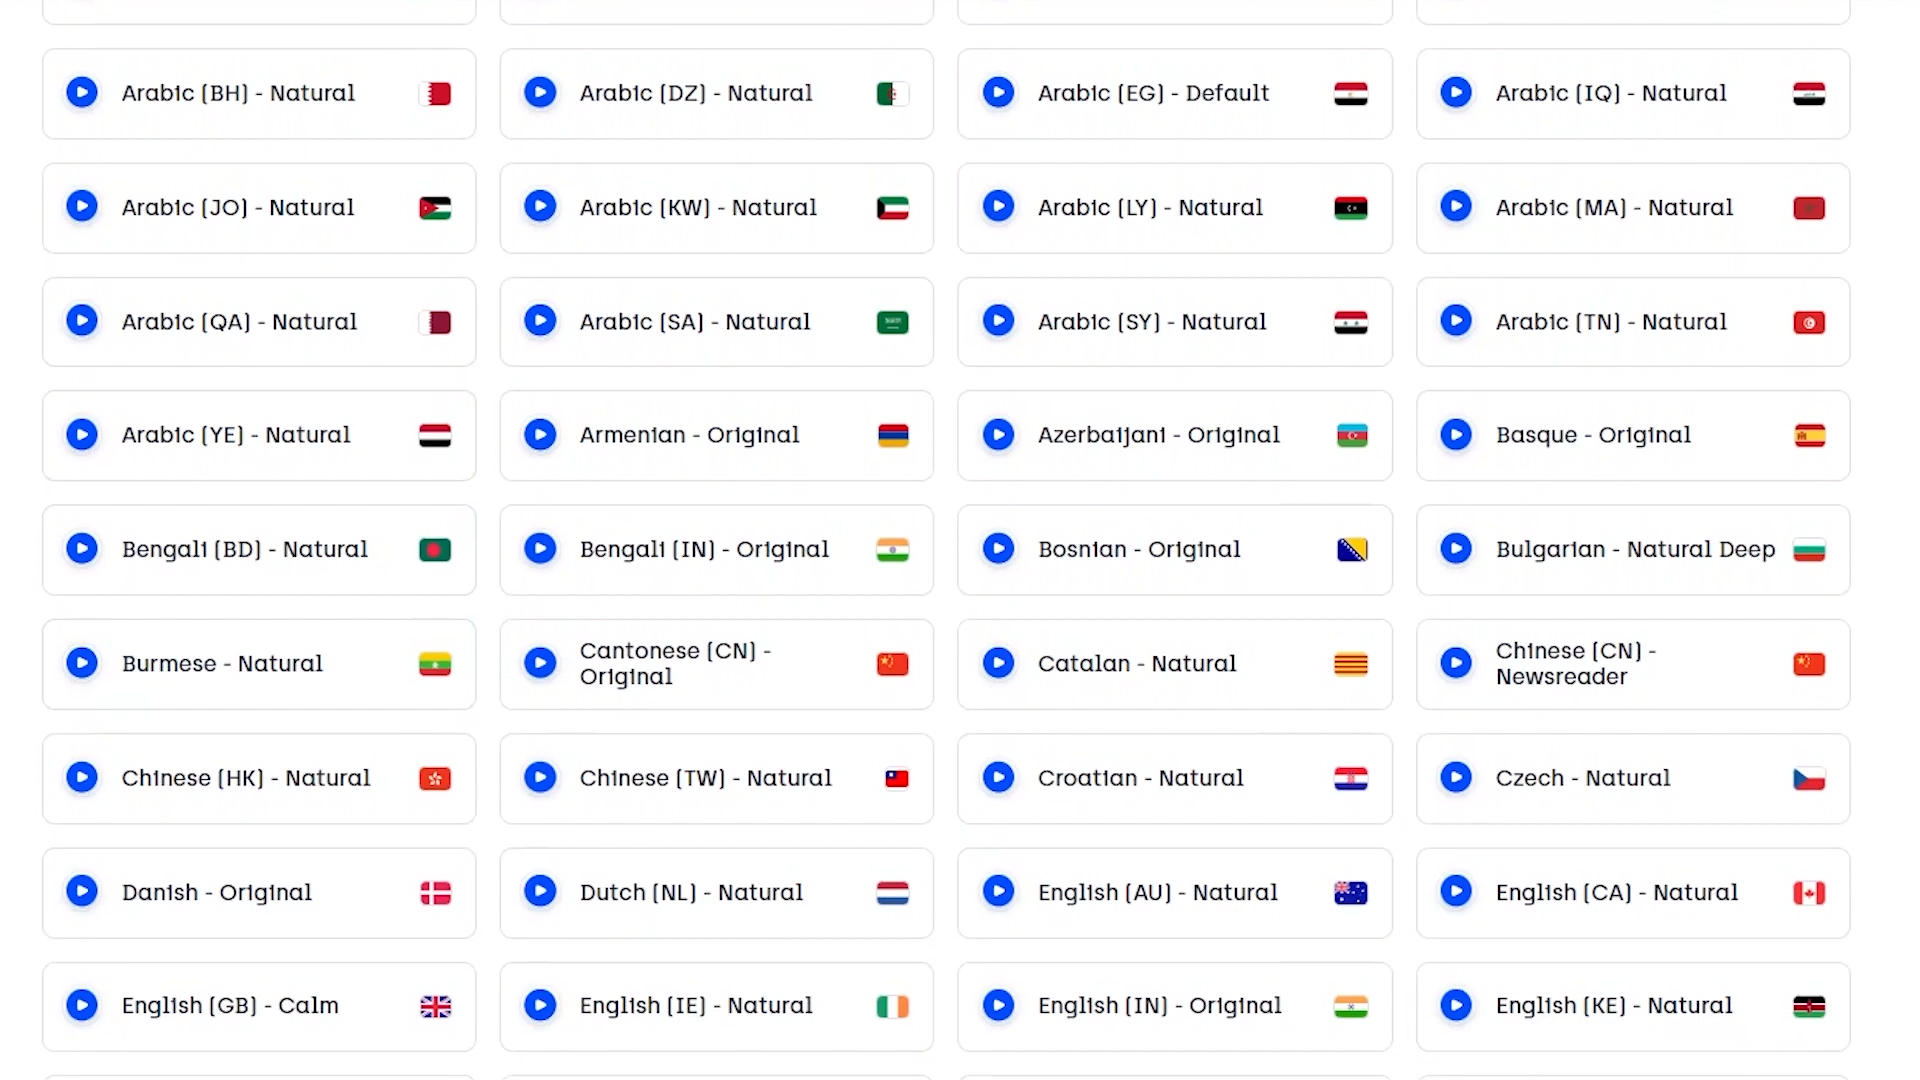 Arabic (BH) - Natural
Arabic (DZ) - Natural
Arabic (EG) - Default
Arabic (IQ) - Natural
Arabic (JO) - Natural
Arabic (KW) - Natural
Arabic (LY) - Natural
Arabic (MA) - Natural
Arabic (QA) - Natural
Arabic (SA) - Natural
Arabic (SY) - Natural
Arabic (TN) - Natural
Arabic (YE) - Natural
Armenian - Original
Azerbaijani - Original
Basque - Original
Bengali (BD) - Natural
Bengali (IN) - Original
Bosnian - Original
Bulgarian - Natural Deep
Burmese - Natural
Cantonese (CN) -
Original
Catalan - Natural
Chinese (CN) -
Newsreader
Chinese (HK) - Natural
Chinese (TW) - Natural
Croatian - Natural
Czech - Natural
Danish - Original
Dutch (NL) - Natural
English (AU) - Natural
English (CA) - Natural
English (GB) - Calm
English (IE) - Natural
English (IN) - Original
English (KE) - Natural